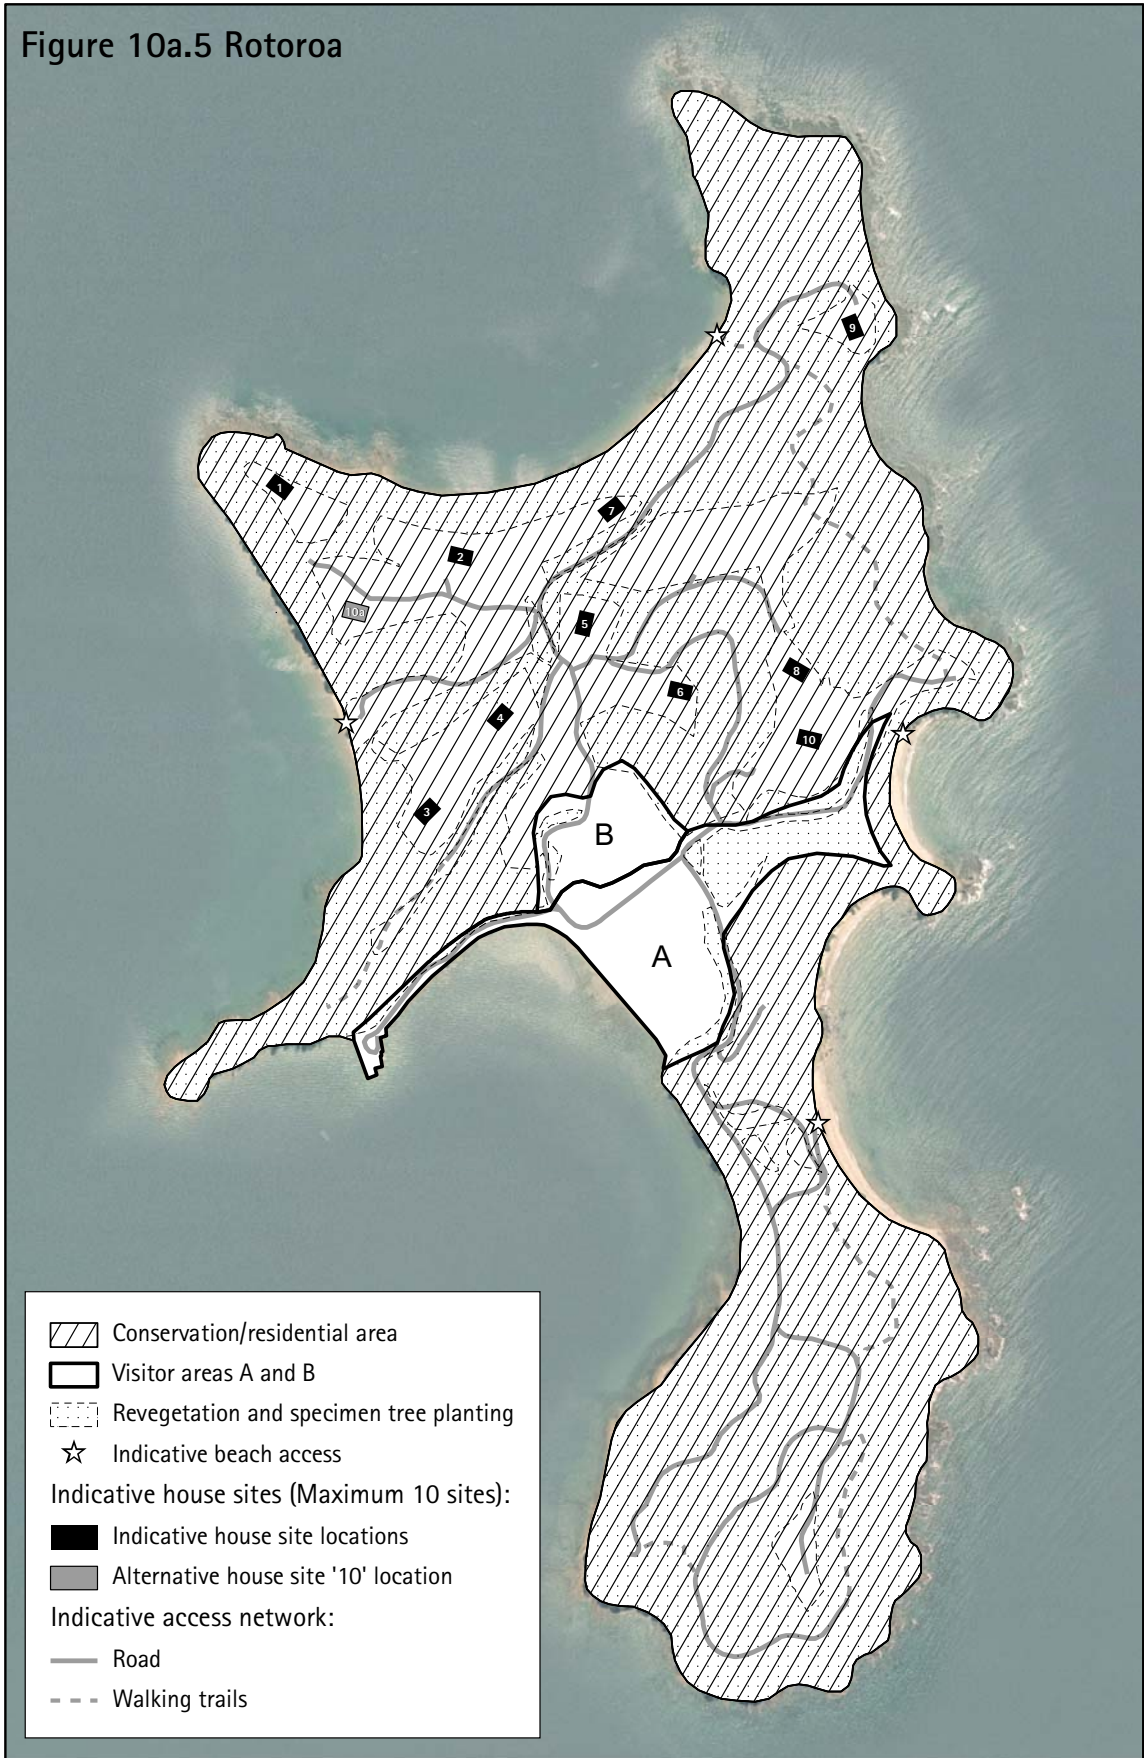 Figure 10a.5 Rotoroa
9
1
7
2
10a
5
8
6
4
10
3
B
A
Conservation/residential area
Visitor areas A and B
Revegetation and specimen tree planting
Indicative beach access
Indicative house sites (Maximum 10 sites):
Indicative house site locations
Alternative house site '10' location
Indicative access network:
Road
Walking trails